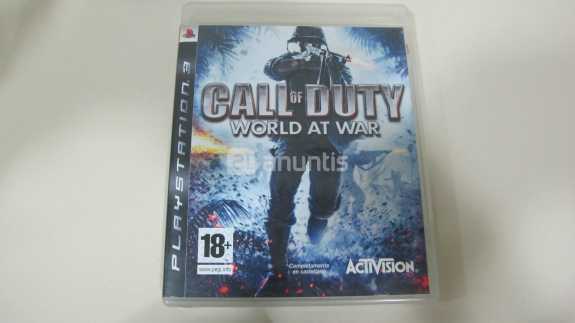 PLAYSTATION 3
CALL OF DUTY
WORLD AT WAR
anuntis
18+
www.pegi.info
Completamente
en castellano
ACTIVISION